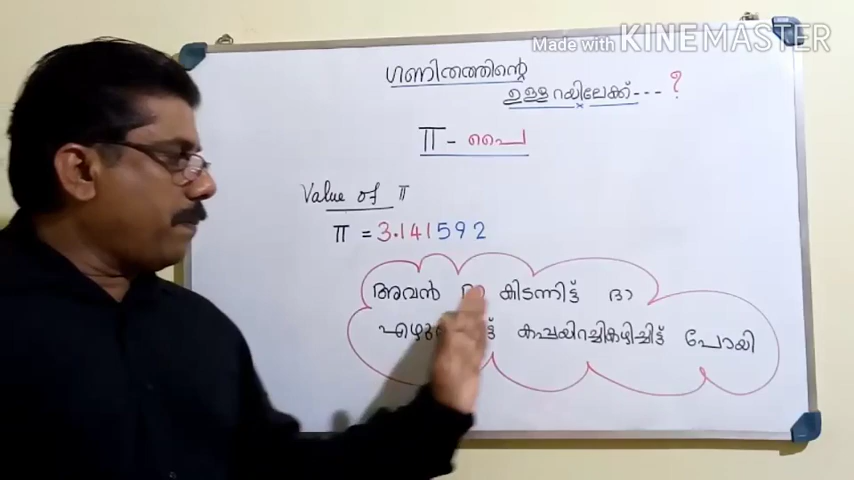 Made with KINEMASTER
ഗണിതത്തിന്റെ
ഉള്ളറയിലേക്ക്---?
π - പൈ
Value of π
π = 3.141592
അവൻ കിടന്നിട്ട് ദാ
കപ്പയിറച്ചികഴിച്ചിട്ട് പോയി